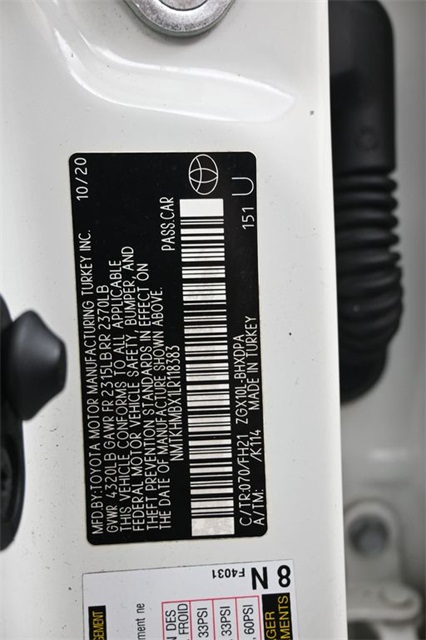 MFD.BY:TOYOTA MOTOR MANUFACTURING TURKEY INC. 10/20
GVWR 4320LB GAWR FR 2315LB RR 2370LB
THIS VEHICLE CONFORMS TO ALL APPLICABLE
FEDERAL MOTOR VEHICLE SAFETY, BUMPER, AND
THEFT PREVENTION STANDARDS IN EFFECT ON
THE DATE OF MANUFACTURE SHOWN ABOVE.
NMTKHMBX1LR118383 PASS.CAR
C/TR:070/FH21 ZGX10L-BHXDPA 151 U
A/TM: /K114 MADE IN TURKEY
8 N F4031
33PSI
33 PSI
60PSI